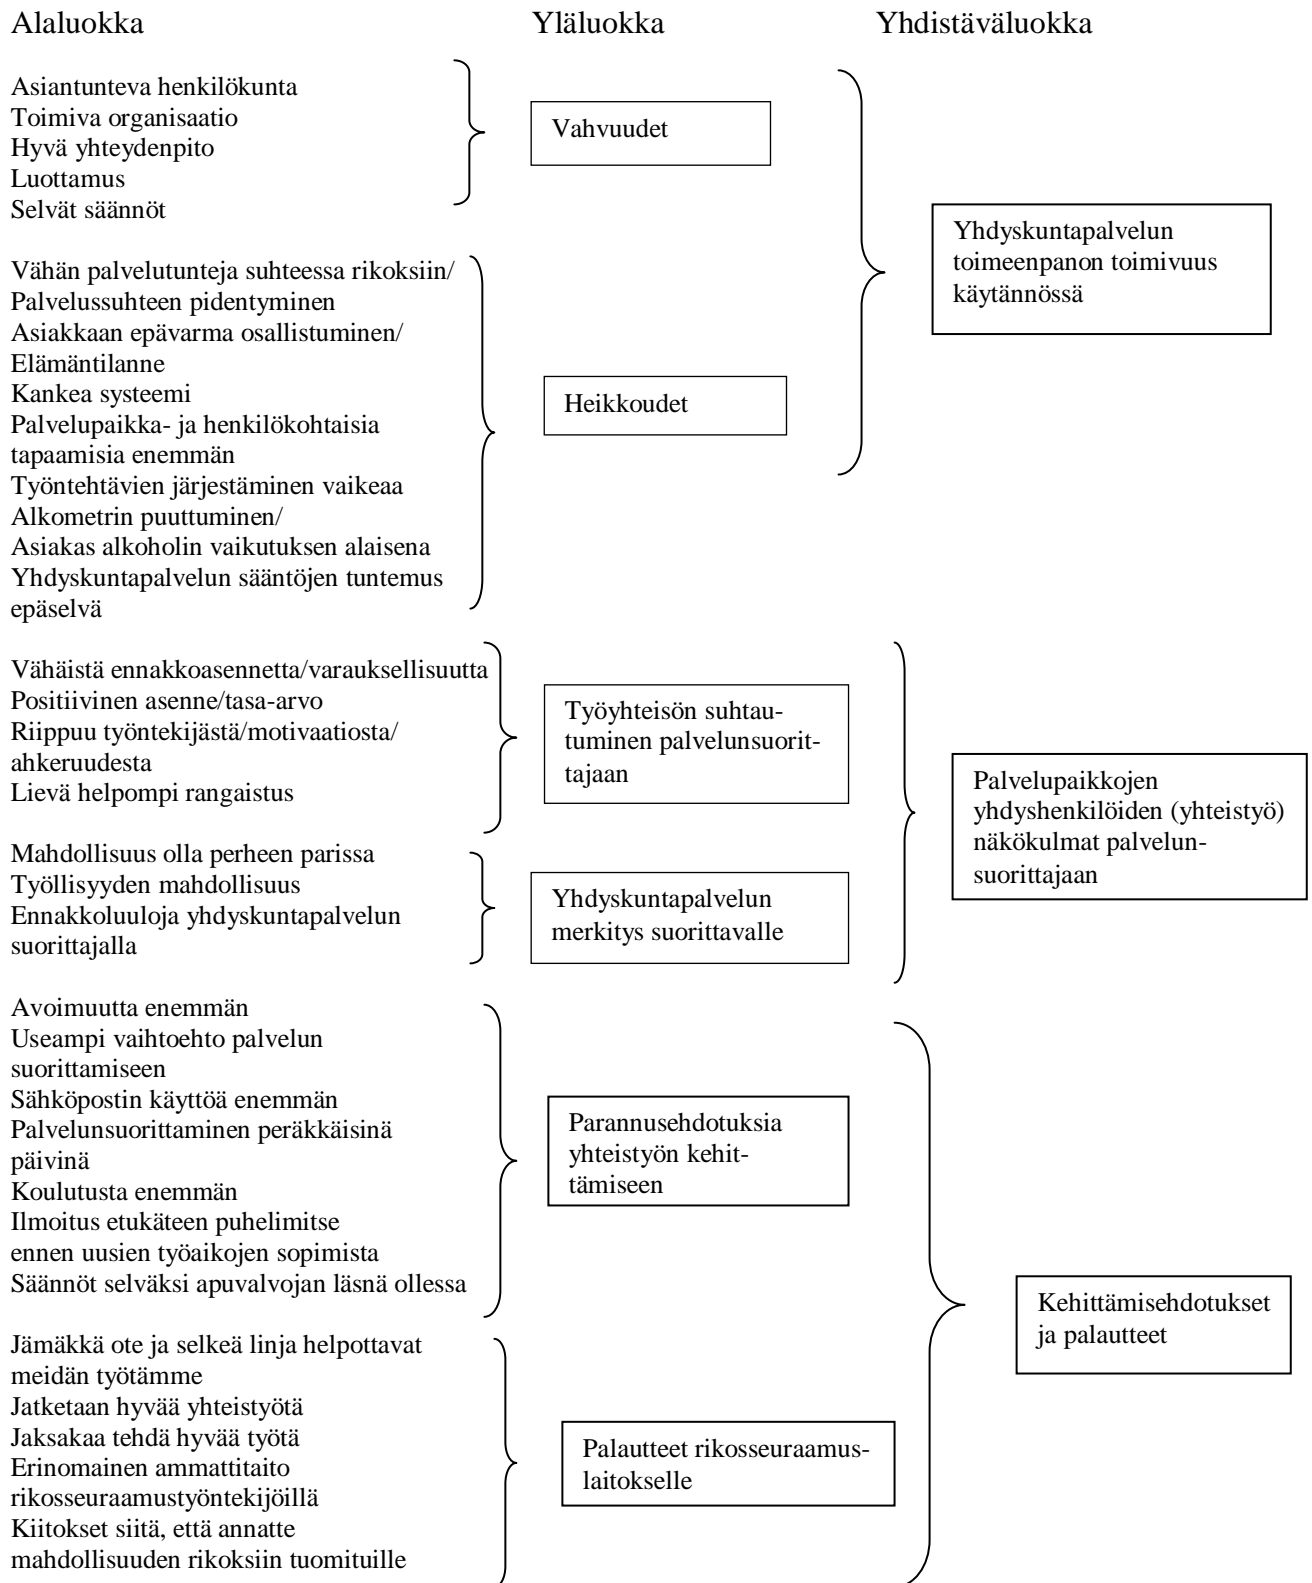 Alaluokka
Yläluokka
Yhdistäväluokka
Asiantunteva henkilökunta
Toimiva organisaatio
Hyvä yhteydenpito
Luottamus
Selvät säännöt
Vahvuudet
Vähän palvelutunteja suhteessa rikoksiin/
Palvelussuhteen pidentyminen
Asiakkaan epävarma osallistuminen/
Elämäntilanne
Kankea systeemi
Palvelupaikka- ja henkilökohtaisia
tapaamisia enemmän
Työntehtävien järjestäminen vaikeaa
Alkometrin puuttuminen/
Asiakas alkoholin vaikutuksen alaisena
Yhdyskuntapalvelun sääntöjen tuntemus
epäselvä
Heikkoudet
Yhdyskuntapalvelun
toimeenpanon toimivuus
käytännössä
Vähäistä ennakkoasennetta/varauksellisuutta
Positiivinen asenne/tasa-arvo
Riippuu työntekijästä/motivaatiosta/
ahkeruudesta
Lievä helpompi rangaistus
Työyhteisön suhtau-
tuminen palvelunsuorit-
tajaan
Mahdollisuus olla perheen parissa
Työllisyyden mahdollisuus
Ennakkoluuloja yhdyskuntapalvelun
suorittajalla
Yhdyskuntapalvelun
merkitys suorittavalle
Palvelupaikkojen
yhdyshenkilöiden (yhteistyö)
näkökulmat palvelun-
suorittajaan
Avoimuutta enemmän
Useampi vaihtoehto palvelun
suorittamiseen
Sähköpostin käyttöä enemmän
Palvelunsuorittaminen peräkkäisinä
päivinä
Koulutusta enemmän
Ilmoitus etukäteen puhelimitse
ennen uusien työaikojen sopimista
Säännöt selväksi apuvalvojan läsnä ollessa
Parannusehdotuksia
yhteistyön kehit-
tämiseen
Jämäkkä ote ja selkeä linja helpottavat
meidän työtämme
Jatketaan hyvää yhteistyötä
Jaksakaa tehdä hyvää työtä
Erinomainen ammattitaito
rikosseuraamustyöntekijöillä
Kiitokset siitä, että annatte
mahdollisuuden rikoksiin tuomituille
Palautteet rikosseuraamus-
laitokselle
Kehittämisehdotukset
ja palautteet